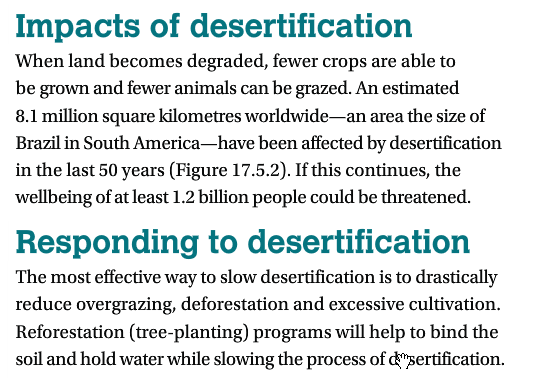 Impacts of desertification
When land becomes degraded, fewer crops are able to
be grown and fewer animals can be grazed. An estimated
8.1 million square kilometres worldwide—an area the size of
Brazil in South America—have been affected by desertification
in the last 50 years (Figure 17.5.2). If this continues, the
wellbeing of at least 1.2 billion people could be threatened.
Responding to desertification
The most effective way to slow desertification is to drastically
reduce overgrazing, deforestation and excessive cultivation.
Reforestation (tree-planting) programs will help to bind the
soil and hold water while slowing the process of desertification.